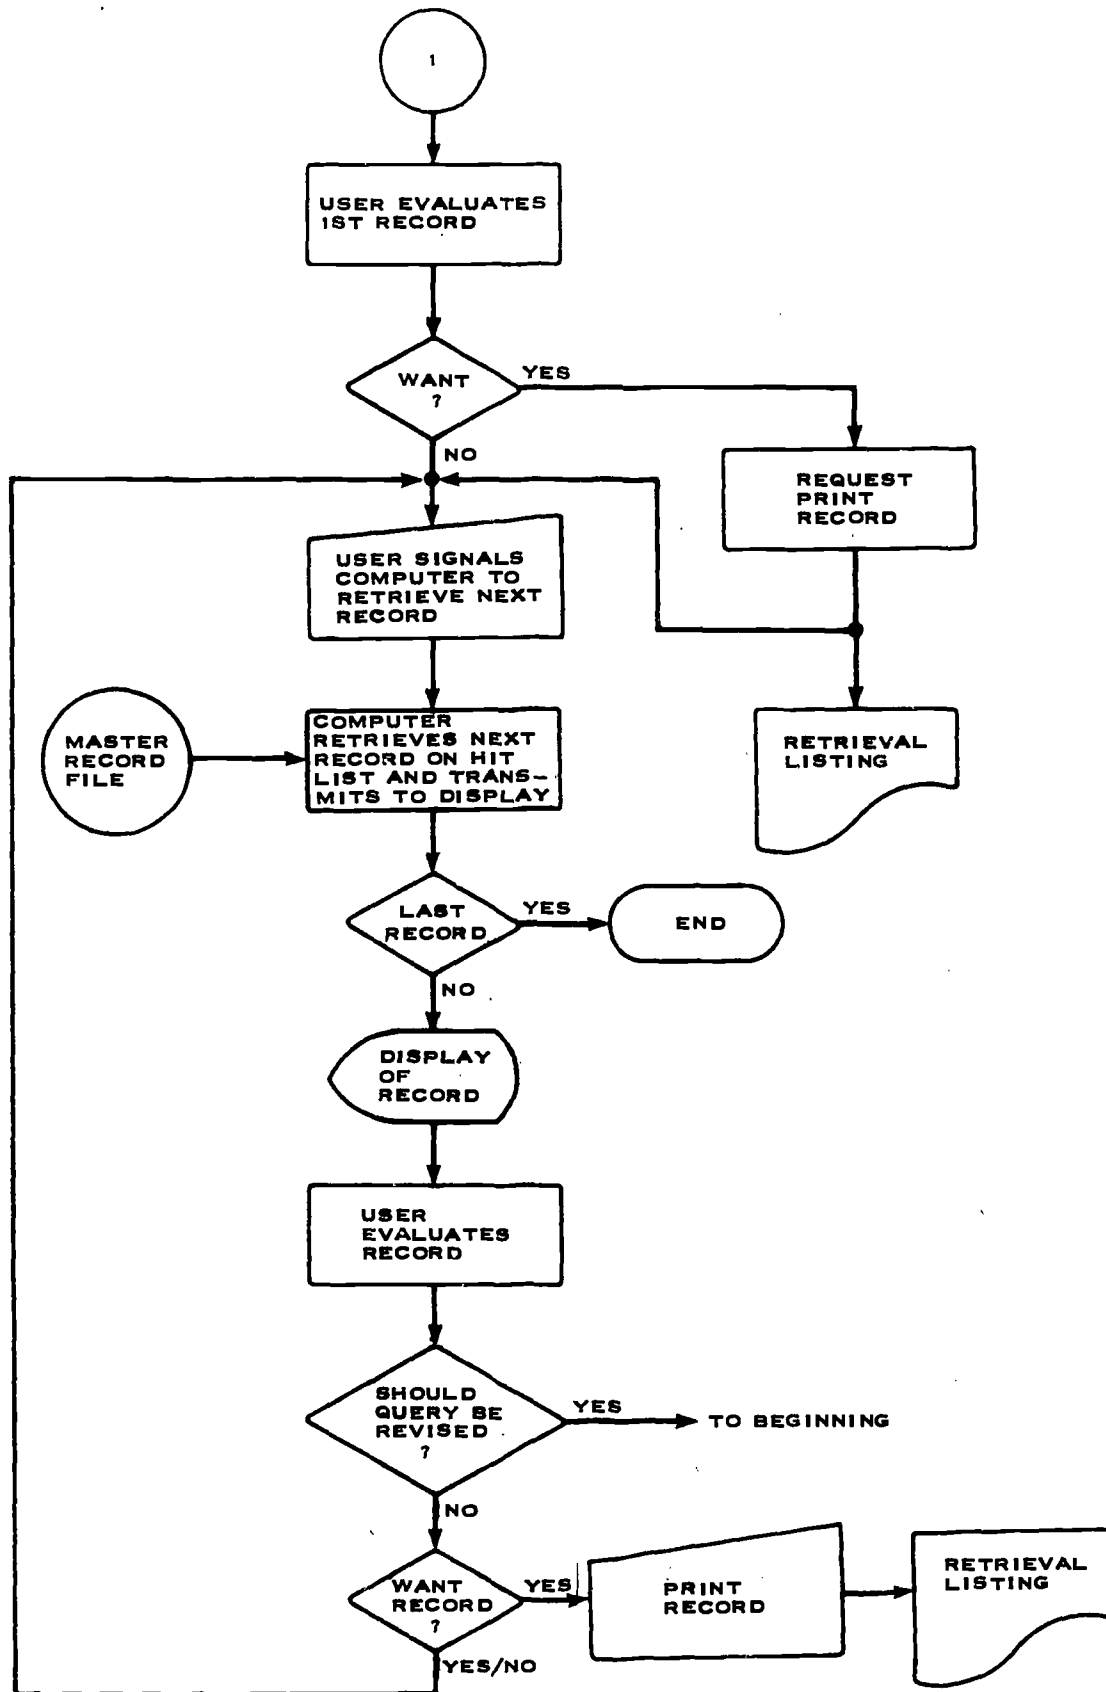 1
USER EVALUATES
1ST RECORD
WANT
?
YES
NO
REQUEST
PRINT
RECORD
USER SIGNALS
COMPUTER TO
RETRIEVE NEXT
RECORD
MASTER
RECORD
FILE
COMPUTER
RETRIEVES NEXT
RECORD ON HIT
LIST AND TRANS-
MITS TO DISPLAY
RETRIEVAL
LISTING
LAST
RECORD
YES
END
NO
DISPLAY
OF
RECORD
USER
EVALUATES
RECORD
SHOULD
QUERY BE
REVISED
?
YES
TO BEGINNING
NO
WANT
RECORD
?
YES
PRINT
RECORD
RETRIEVAL
LISTING
YES/NO